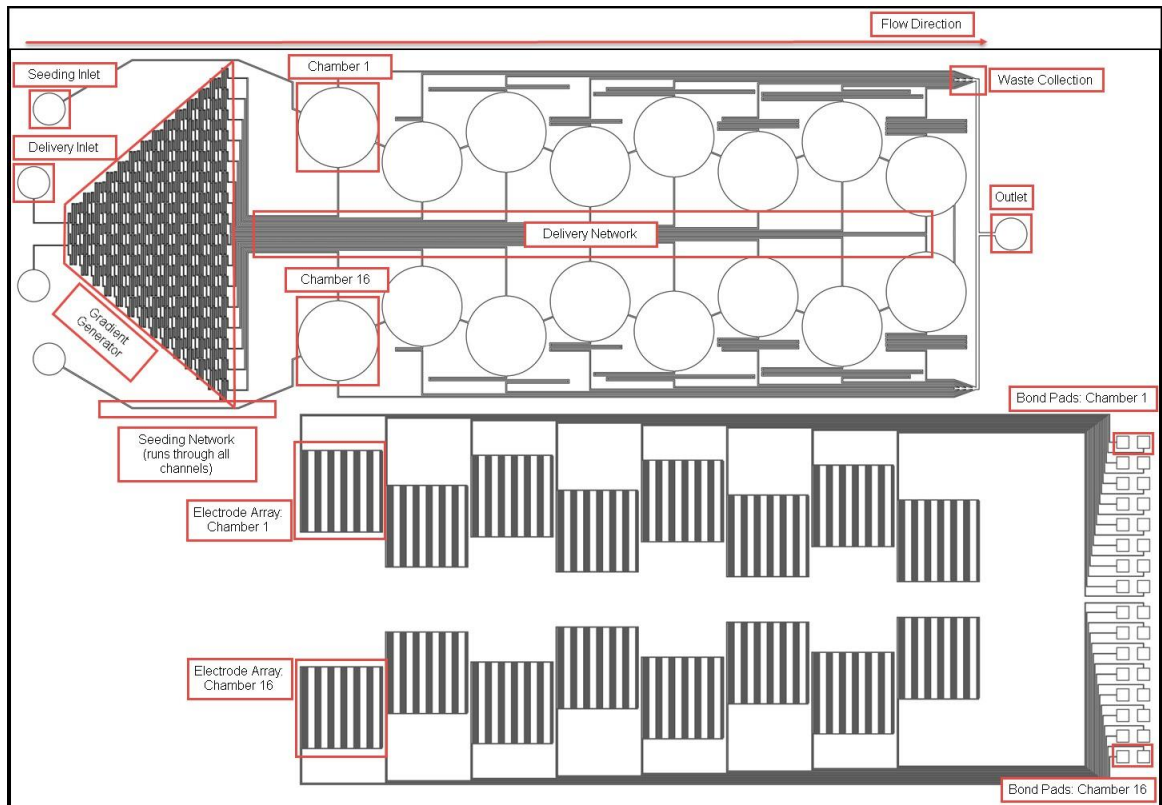 Flow Direction
Seeding Inlet
Chamber 1
Waste Collection
Delivery Inlet
Outlet
Delivery Network
Chamber 16
Gradient
Generator
Bond Pads: Chamber 1
Seeding Network
(runs through all
channels)
Electrode Array:
Chamber 1
Electrode Array:
Chamber 16
Bond Pads: Chamber 16